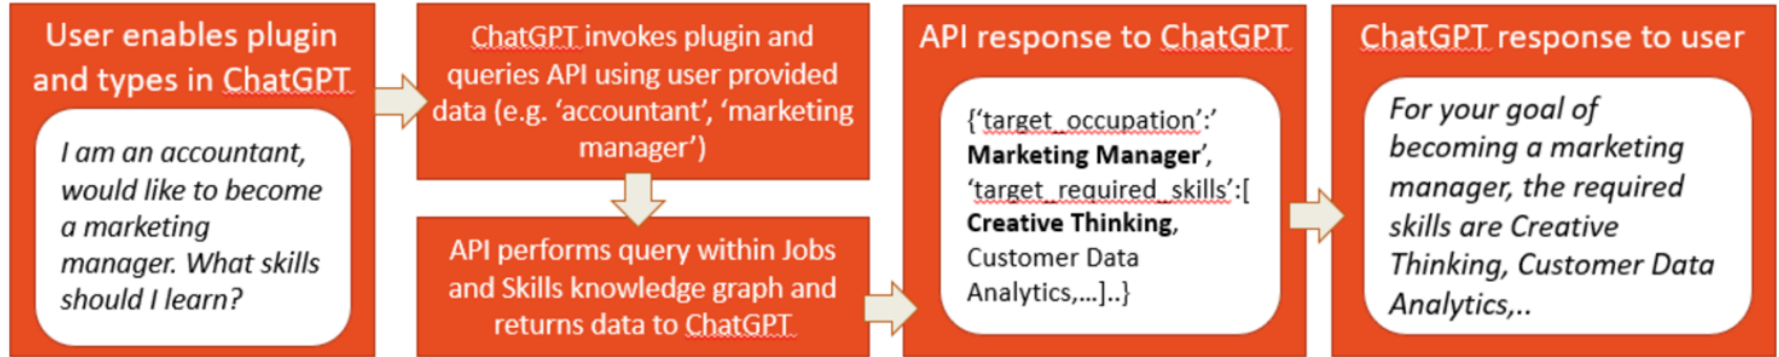 User enables plugin
and types in ChatGPT
I am an accountant,
would like to become
a marketing
manager. What skills
should I learn?
ChatGPT invokes plugin and
queries API using user provided
data (e.g. ‘accountant’, ‘marketing
manager’)
API performs query within Jobs
and Skills knowledge graph and
returns data to ChatGPT
API response to ChatGPT
{‘target_occupation’:’
Marketing Manager’,
‘target_required_skills’:[
Creative Thinking,
Customer Data
Analytics,…]..}
ChatGPT response to user
For your goal of
becoming a marketing
manager, the required
skills are Creative
Thinking, Customer Data
Analytics,..